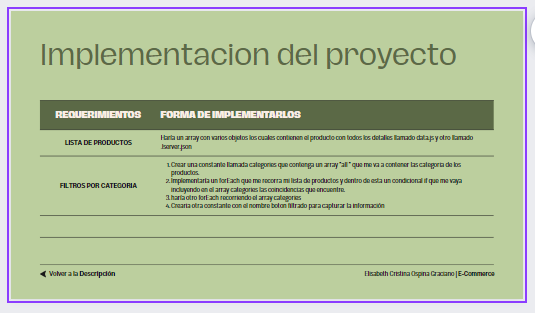 Implementacion del proyecto
REQUERIMIENTOS FORMA DE IMPLEMENTARLOS
LISTA DE PRODUCTOS
Haria un array con varios objetos los cuales contienen el producto con todos los detalles llamado data.js y otro llamado
.lserver.json
FILTROS POR CATEGORIA
1. Crear una constante llamada categories que contenga un array "all" que me va a contener las categoria de los
productos.
2. Implementaria un forEach que me recorra mi lista de productos y dentro de esta un condicional if que me vaya
incluyendo en el array categories las coincidencias que encuentre.
3. haria otro forEach recorriendo el array categories
4. Crearia otra constante con el nombre boton filtrado para capturar la información
Volver a la Descripción
Elisabeth Cristina Ospina Graciano | E-Commerce